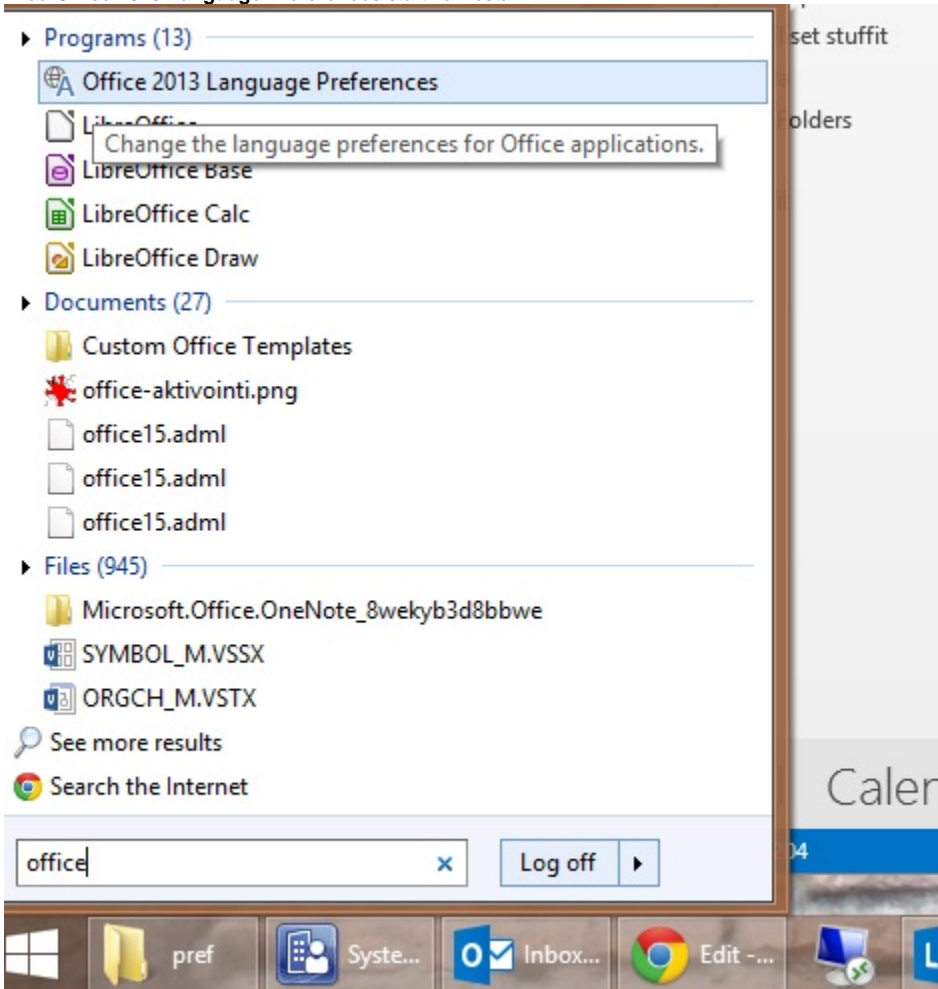 Programs (13)
set stuffit
Office 2013 Language Preferences
LibreOffice
olders
Change the language preferences for Office applications.
LibreOffice Base
LibreOffice Calc
LibreOffice Draw
Documents (27)
Custom Office Templates
office-aktivointi.png
office15.adml
office15.adml
office15.adml
Files (945)
Microsoft.Office.OneNote_8wekyb3d8bbwe
SYMBOL_M.VSSX
ORGCH_M.VSTX
See more results
Search the Internet
Caler
office
Log off
04
pref
Syste...
Inbox...
Edit -...